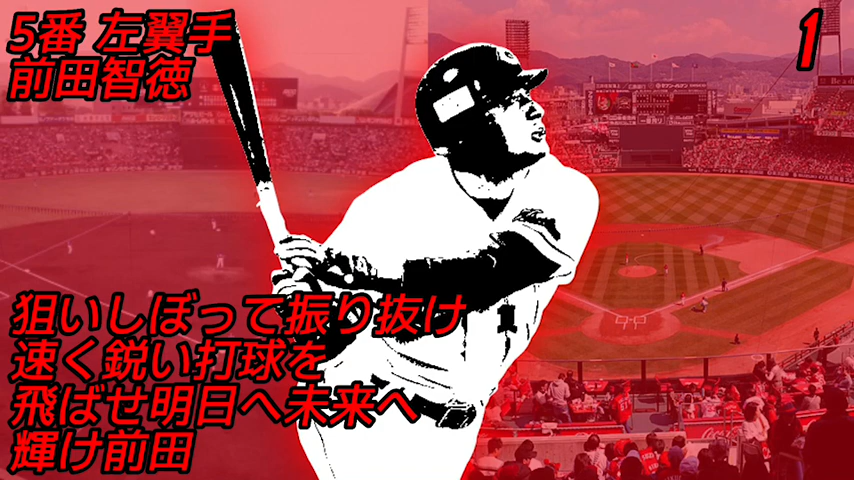 5番 左翼手
前田智徳
1
狙いしぼって振り抜け
速く鋭い打球を
飛ばせ明日へ未来へ
輝け前田
C
1